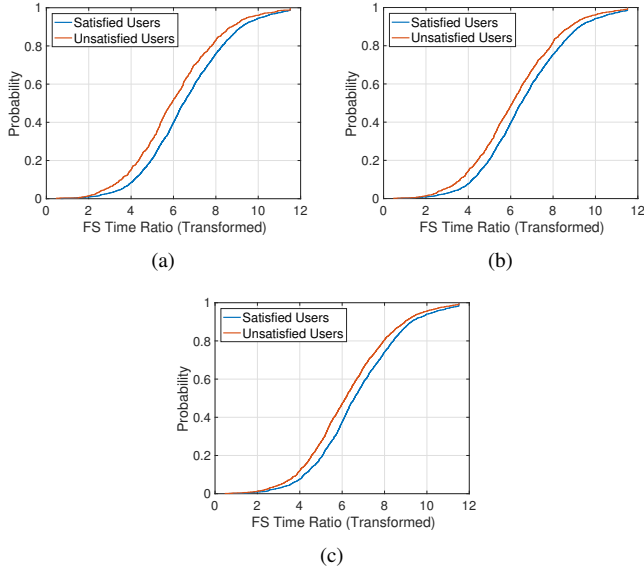 1
0.8
0.6
0.4
0.2
0
Probability
Satisfied Users
Unsatisfied Users
0 2 4 6 8 10 12
FS Time Ratio (Transformed)
(a)
1
0.8
0.6
0.4
0.2
0
Probability
Satisfied Users
Unsatisfied Users
0 2 4 6 8 10 12
FS Time Ratio (Transformed)
(b)
1
0.8
0.6
0.4
0.2
0
Probability
Satisfied Users
Unsatisfied Users
0 2 4 6 8 10 12
FS Time Ratio (Transformed)
(c)